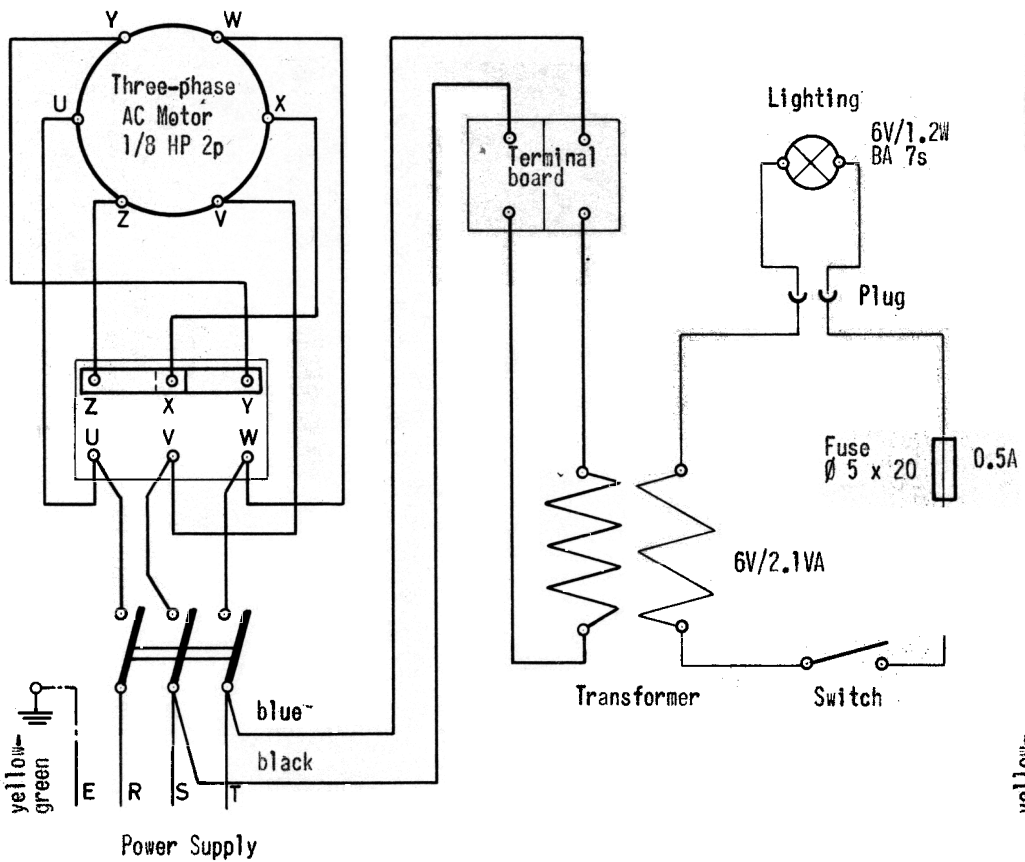 Y
W
Three-phase
AC Motor
1/8 HP 2p
U
X
Z
V
Terminal
board
Lighting
6V/1.2W
BA 7s
Plug
Z
X
Y
U
V
W
Fuse
Ø 5 x 20
0.5A
6V/2.1VA
Transformer
Switch
blue
black
yellow-
green
E
R
S
T
Power Supply
yellow-